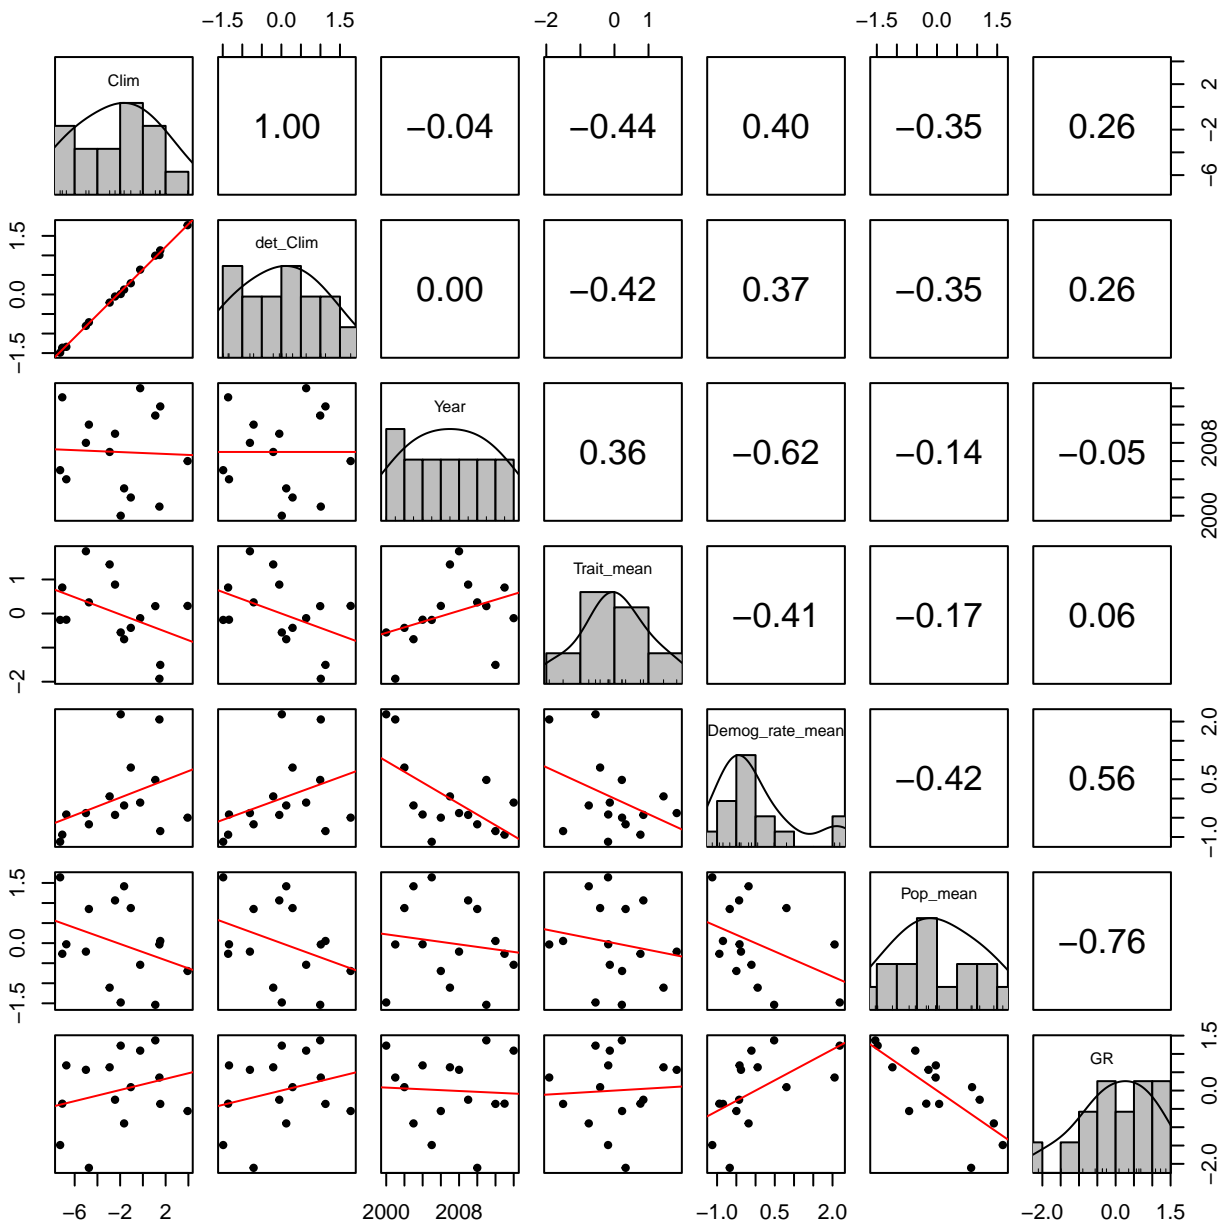 −1.5 0.0 1.5 −2 0 1 −1.5 0.0 1.5
Clim 1.00 −0.04 −0.44 0.40 −0.35 0.26 −6 −2 2
−1.5 0.0 1.5 det_Clim 0.00 −0.42 0.37 −0.35 0.26
Year 0.36 −0.62 −0.14 −0.05 2000 2008
−2 0 1 Trait_mean −0.41 −0.17 0.06
Demog_rate_mean −0.42 0.56 −1.0 0.5 2.0
−1.5 0.0 1.5 Pop_mean −0.76
GR −2.0 0.0 1.5
−6 −2 2 2000 2008 −1.0 0.5 2.0 −2.0 0.0 1.5